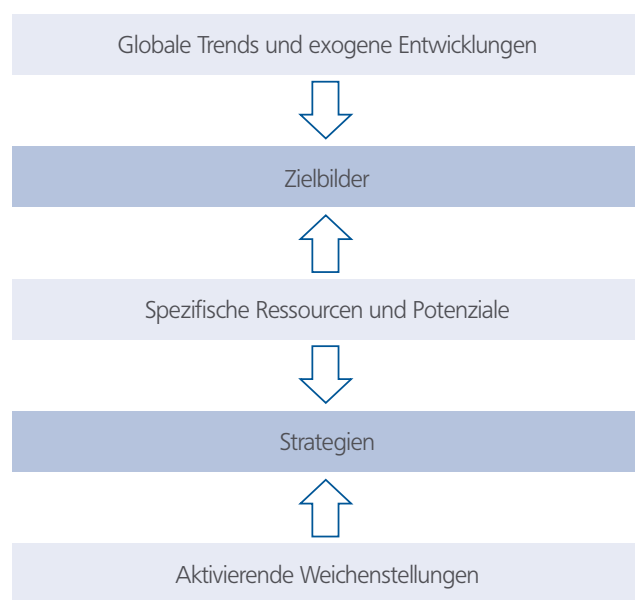 Globale Trends und exogene Entwicklungen
Zielbilder
Spezifische Ressourcen und Potenziale
Strategien
Aktivierende Weichenstellungen